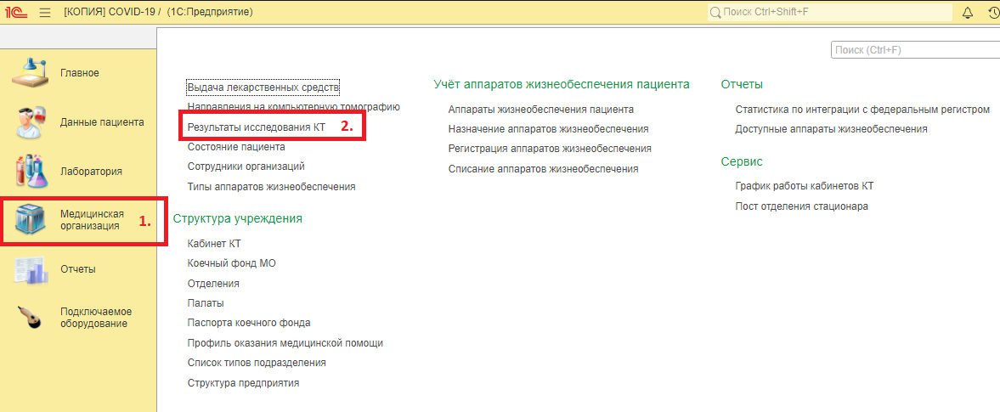 1С [КОПИЯ] COVID-19 / (1С:Предприятие) Поиск Ctrl+Shift+F
Поиск (Ctrl+F)
Главное
Данные пациента
Лаборатория
Медицинская
организация
1.
Отчеты
Подключаемое
оборудование
Выдача лекарственных средств
Направления на компьютерную томографию
Результаты исследования КТ 2.
Состояние пациента
Сотрудники организаций
Типы аппаратов жизнеобеспечения
Структура учреждения
Кабинет КТ
Коечный фонд МО
Отделения
Палаты
Паспорта коечного фонда
Профиль оказания медицинской помощи
Список типов подразделения
Структура предприятия
Учёт аппаратов жизнеобеспечения пациента
Аппараты жизнеобеспечения пациента
Назначение аппаратов жизнеобеспечения
Регистрация аппаратов жизнеобеспечения
Списание аппаратов жизнеобеспечения
Отчеты
Статистика по интеграции с федеральным регистром
Доступные аппараты жизнеобеспечения
Сервис
График работы кабинетов КТ
Пост отделения стационара